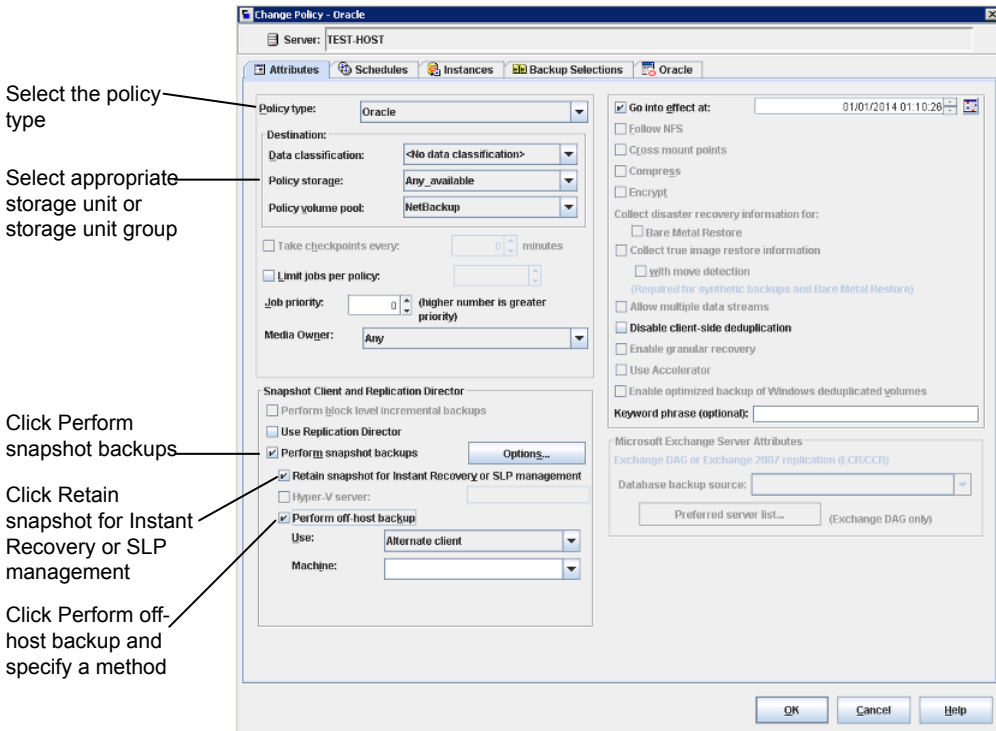 Change Policy - Oracle
Server: TEST-HOST
Attributes
Schedules
Instances
Backup Selections
Oracle
Select the policy
type
Select appropriate
storage unit or
storage unit group
Click Perform
snapshot backups
Click Retain
snapshot for Instant
Recovery or SLP
management
Click Perform off-
host backup and
specify a method
Policy type: Oracle
Destination:
Data classification: <No data classification>
Policy storage: Any_available
Policy volume pool: NetBackup
Take checkpoints every: 0 minutes
Limit jobs per policy:
Job priority: 0 (higher number is greater
priority)
Media Owner: Any
Snapshot Client and Replication Director
Perform block level incremental backups
Use Replication Director
Perform snapshot backups Options...
Retain snapshot for Instant Recovery or SLP management
Hyper-V server:
Perform off-host backup
Use: Alternate client
Machine:
Go into effect at: 01/01/2014 01:10:26
Follow NFS
Cross mount points
Compress
Encrypt
Collect disaster recovery information for:
Bare Metal Restore
Collect true image restore information
with move detection
(Required for synthetic backups and Bare Metal Restore)
Allow multiple data streams
Disable client-side deduplication
Enable granular recovery
Use Accelerator
Enable optimized backup of Windows deduplicated volumes
Keyword phrase (optional):
Microsoft Exchange Server Attributes
Exchange DAG or Exchange 2007 replication (LCR/CCR)
Database backup source:
Preferred server list... (Exchange DAG only)
OK
Cancel
Help